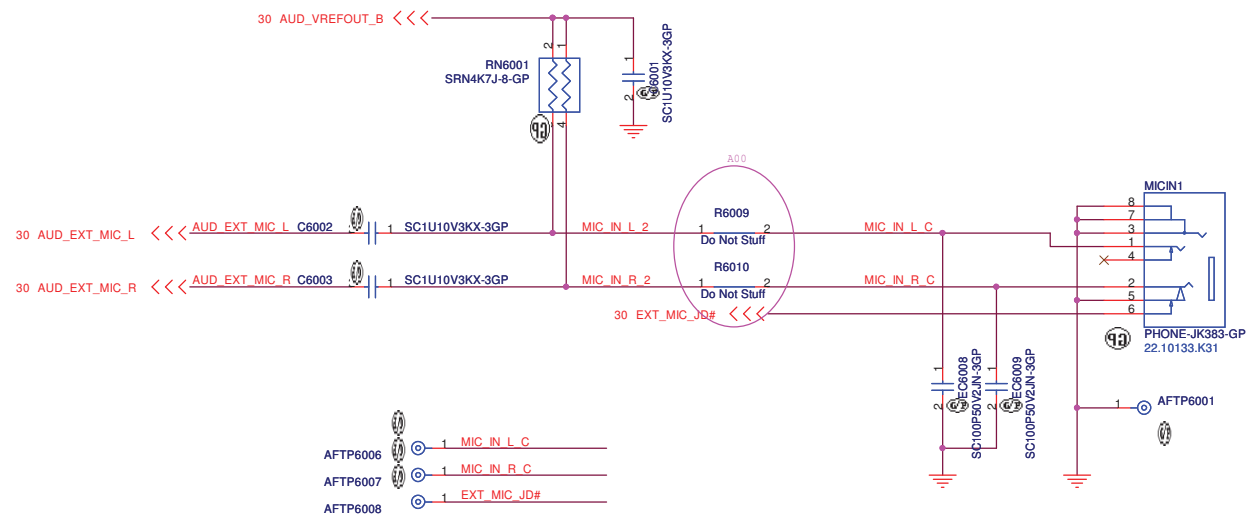 30 AUD_VREFOUT_B
2 1
RN6001
SRN4K7J-8-GP
4
1
2
C6001
SC1U10V3KX-3GP
A00
30 AUD_EXT_MIC_L
AUD_EXT_MIC_L C6002
1
SC1U10V3KX-3GP
MIC_IN_L_2
R6009
1 2
Do Not Stuff
MIC_IN_L_C
30 AUD_EXT_MIC_R
AUD_EXT_MIC_R C6003
1
SC1U10V3KX-3GP
MIC_IN_R_2
R6010
1 2
Do Not Stuff
MIC_IN_R_C
30 EXT_MIC_JD#
MICIN1
8
7
3
1
4
2
5
6
PHONE-JK383-GP
22.10133.K31
1
2
EC6008
SC100P50V2JN-3GP
1
2
EC6009
SC100P50V2JN-3GP
1 AFTP6001
AFTP6006 1 MIC_IN_L_C
AFTP6007 1 MIC_IN_R_C
AFTP6008 1 EXT_MIC_JD#